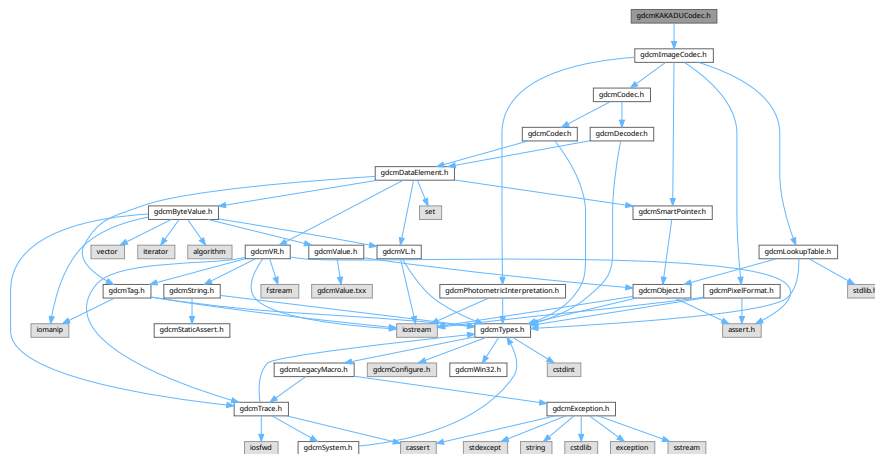 gdcmKAKADUCodec.h
gdcmImageCodec.h
gdcmCodec.h
gdcmCoder.h
gdcmDecoder.h
gdcmDataElement.h
gdcmByteValue.h
set
gdcmSmartPointer.h
vector
iterator
algorithm
gdcmVR.h
gdcmValue.h
gdcmVL.h
gdcmLookupTable.h
gdcmTag.h
gdcmString.h
fstream
gdcmValue.txx
gdcmPhotometricInterpretation.h
gdcmObject.h
gdcmPixelFormat.h
stdlib.h
iomanip
gdcmStaticAssert.h
iostream
gdcmTypes.h
assert.h
gdcmLegacyMacro.h
gdcmConfigure.h
gdcmWin32.h
cstdint
gdcmTrace.h
gdcmException.h
iosfwd
gdcmSystem.h
cassert
stdexcept
string
cstdlib
exception
sstream